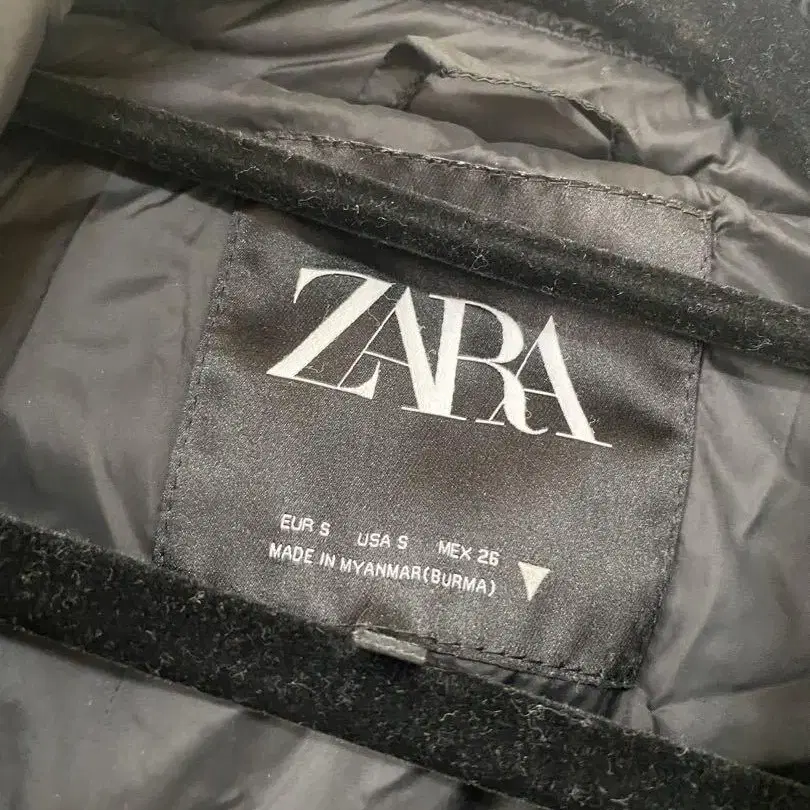 ZARA
EUR S USA S MEX 26
MADE IN MYANMAR(BURMA)